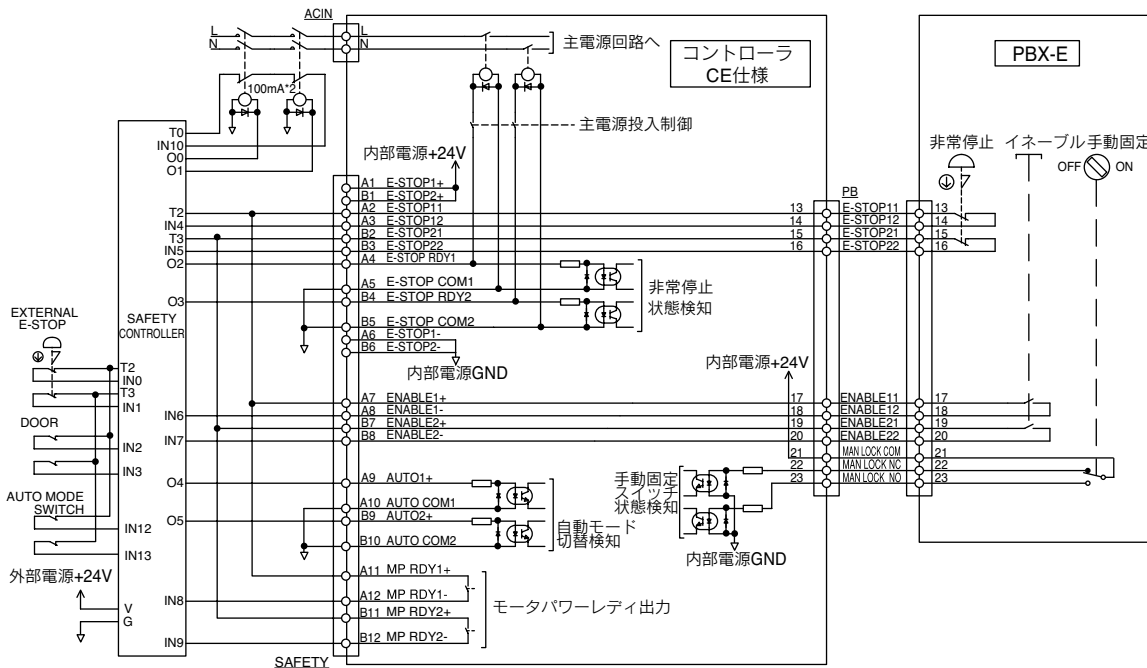 ACIN
L
N
L
N
主電源回路へ
コントローラ
CE仕様
PBX-E
100mA*2
主電源投入制御
内部電源+24V
非常停止
イネーブル
手動固定
OFF
ON
T0
IN10
O0
O1
T2
IN4
T3
IN5
O2
O3
SAFETY
CONTROLLER
A1 E-STOP1+
B1 E-STOP2+
A2 E-STOP11
A3 E-STOP12
B2 E-STOP21
B3 E-STOP22
A4 E-STOP RDY1
A5 E-STOP COM1
B4 E-STOP RDY2
B5 E-STOP COM2
A6 E-STOP1-
B6 E-STOP2-
内部電源GND
非常停止
状態検知
PB
13 E-STOP11 13
14 E-STOP12 14
15 E-STOP21 15
16 E-STOP22 16
EXTERNAL
E-STOP
T2
IN0
T3
IN1
DOOR
IN2
IN3
AUTO MODE
SWITCH
IN12
IN13
外部電源+24V
V
G
IN6
IN7
O4
O5
IN8
IN9
A7 ENABLE1+
A8 ENABLE1-
B7 ENABLE2+
B8 ENABLE2-
A9 AUTO1+
A10 AUTO COM1
B9 AUTO2+
B10 AUTO COM2
自動モード
切替検知
A11 MP RDY1+
A12 MP RDY1-
B11 MP RDY2+
B12 MP RDY2-
モータパワーレディ出力
SAFETY
内部電源+24V
17 ENABLE11 17
18 ENABLE12 18
19 ENABLE21 19
20 ENABLE22 20
21 MAN LOCK COM 21
22 MAN LOCK NC 22
23 MAN LOCK NO 23
手動固定
スイッチ
状態検知
内部電源GND